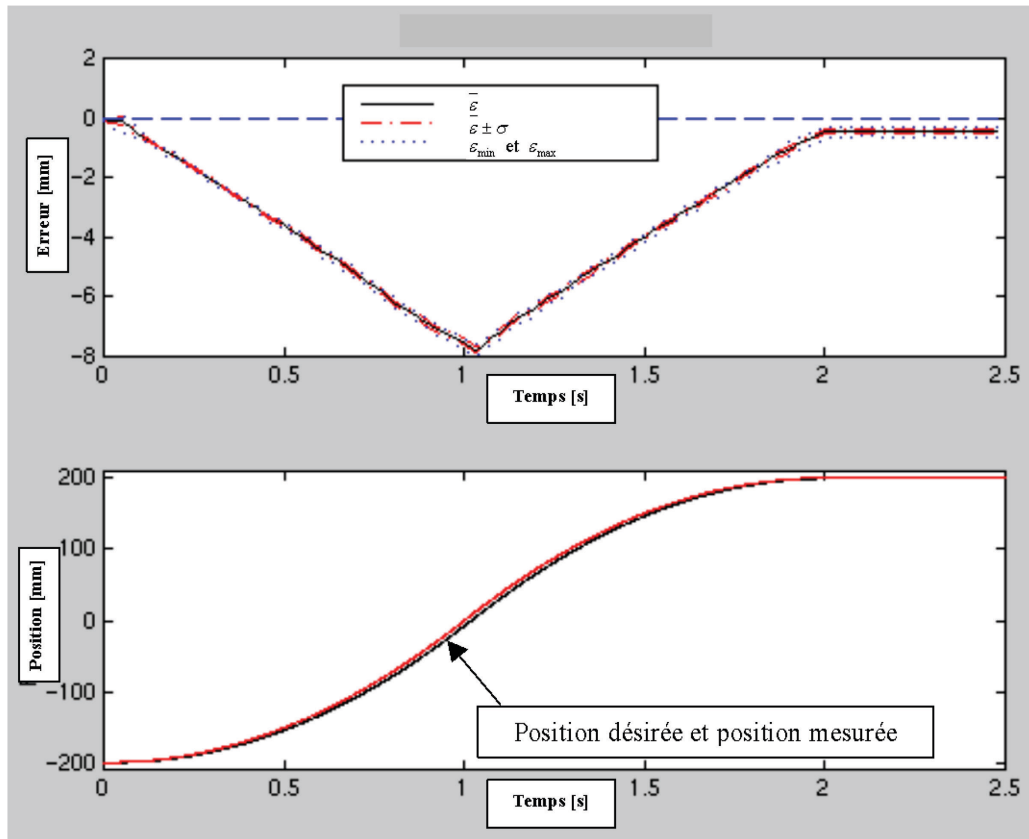 2
0
−2
−4
−6
−8
Erreur [mm]
ε̄
ε̄ ± σ
ε_min et ε_max
0 0.5 1 1.5 2 2.5
Temps [s]
200
100
0
−100
−200
Position [mm]
Position désirée et position mesurée
0 0.5 1 1.5 2 2.5
Temps [s]